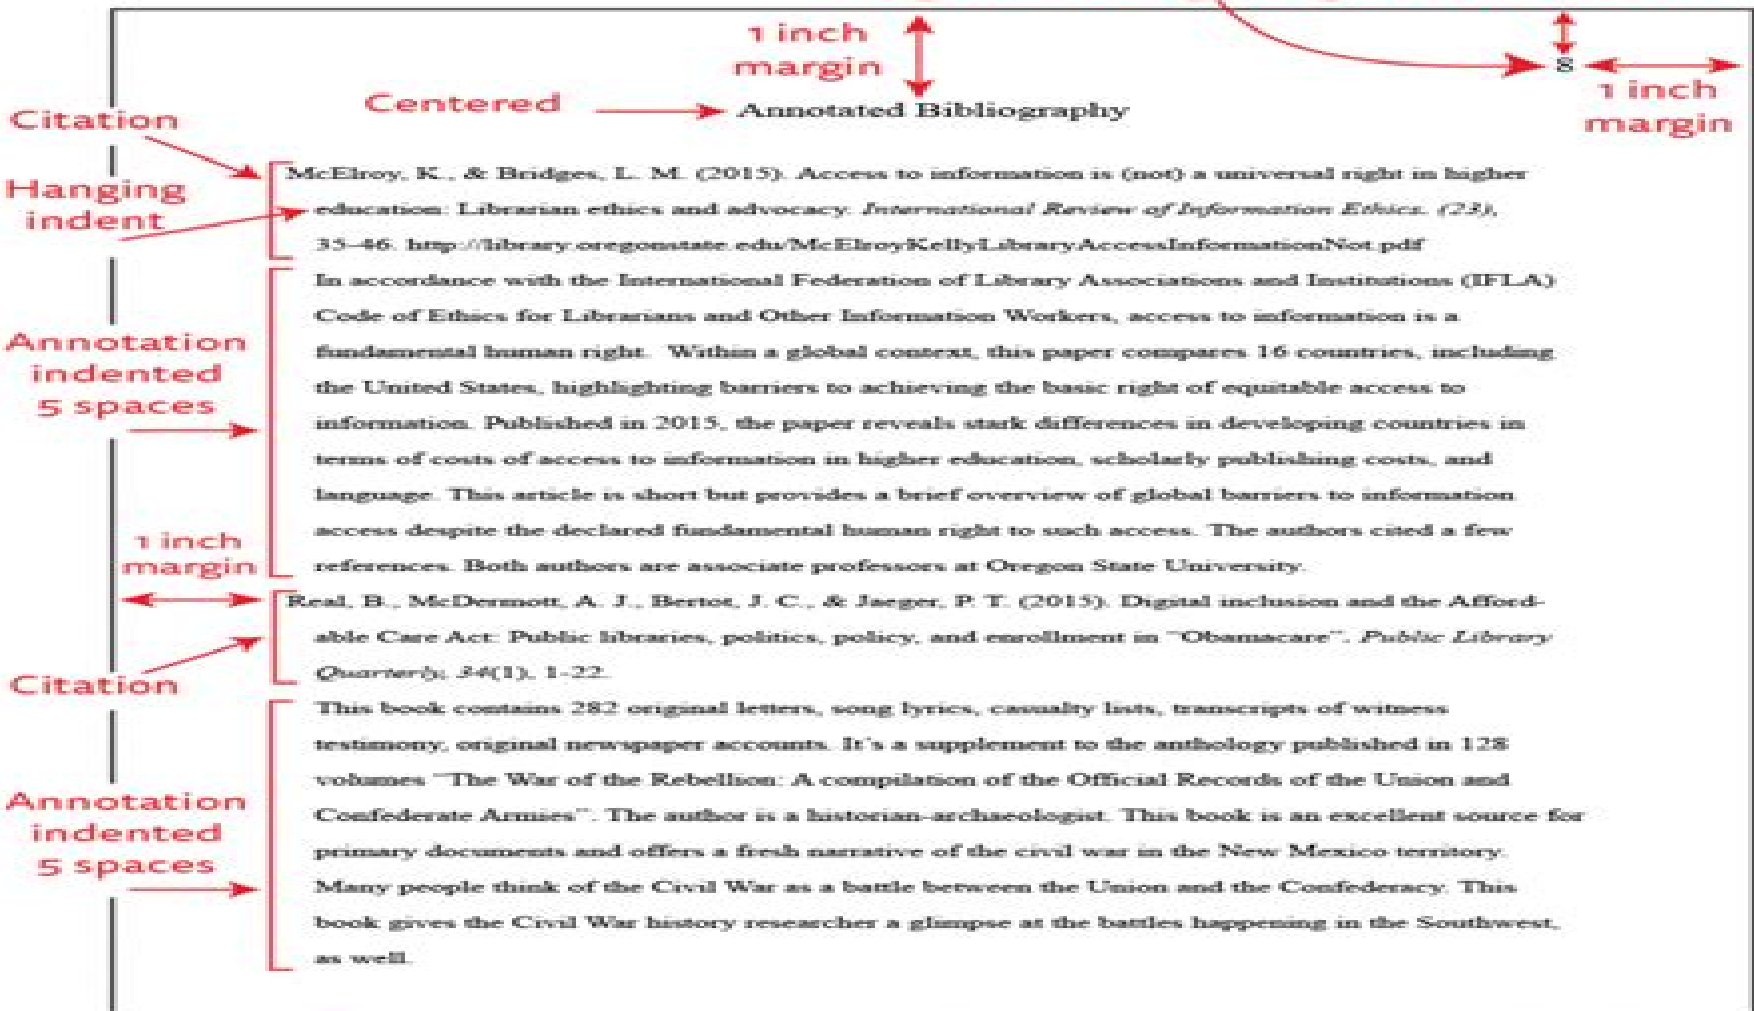 1 inch
margin
8
1 inch
margin
Centered
Annotated Bibliography
Citation
Hanging
indent
McElroy, K., & Bridges, L. M. (2015). Access to information is (not) a universal right in higher
education: Librarian ethics and advocacy. International Review of Information Ethics. (23),
35-46. http://library.oregonstate.edu/McElroyKellyLibraryAccessInformationNot.pdf
Annotation
indented
5 spaces
In accordance with the International Federation of Library Associations and Institutions (IFLA)
Code of Ethics for Librarians and Other Information Workers, access to information is a
fundamental human right. Within a global context, this paper compares 16 countries, including
the United States, highlighting barriers to achieving the basic right of equitable access to
information. Published in 2015, the paper reveals stark differences in developing countries in
terms of costs of access to information in higher education, scholarly publishing costs, and
language. This article is short but provides a brief overview of global barriers to information
access despite the declared fundamental human right to such access. The authors cited a few
references. Both authors are associate professors at Oregon State University.
1 inch
margin
Citation
Real, B., McDermott, A. J., Bertot, J. C., & Jaeger, P. T. (2015). Digital inclusion and the Afford-
able Care Act: Public libraries, politics, policy, and enrollment in "Obamacare". Public Library
Quarterly, 34(1), 1-22.
Annotation
indented
5 spaces
This book contains 282 original letters, song lyrics, casualty lists, transcripts of witness
testimony, original newspaper accounts. It's a supplement to the anthology published in 128
volumes "The War of the Rebellion: A compilation of the Official Records of the Union and
Confederate Armies". The author is a historian-archaeologist. This book is an excellent source for
primary documents and offers a fresh narrative of the civil war in the New Mexico territory.
Many people think of the Civil War as a battle between the Union and the Confederacy. This
book gives the Civil War history researcher a glimpse at the battles happening in the Southwest,
as well.